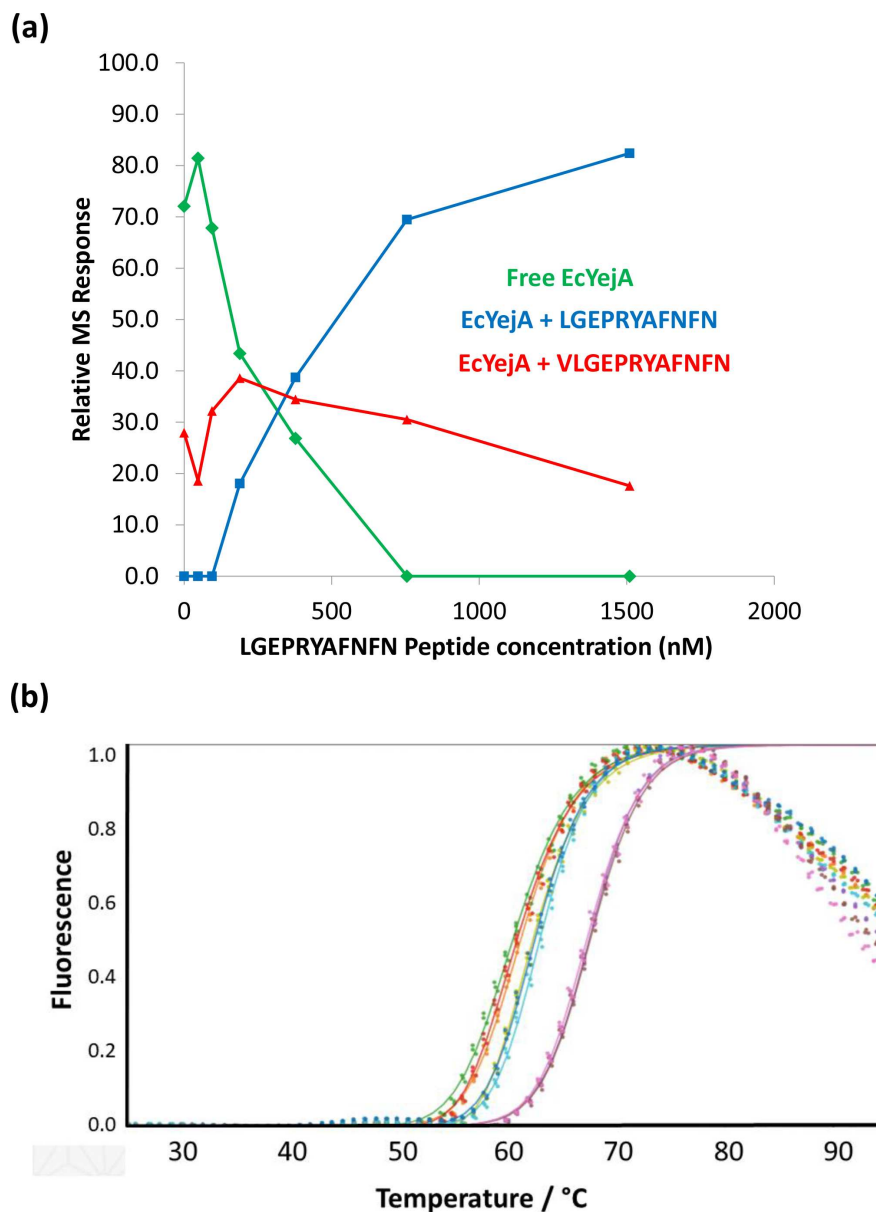 (a)
100.0
90.0
80.0
70.0
60.0
50.0
40.0
30.0
20.0
10.0
0.0
Relative MS Response
Free EcYejA
EcYejA + LGEPRYAFNFN
EcYejA + VLGEPRYAFNFN
0 500 1000 1500 2000
LGEPRYAFNFN Peptide concentration (nM)
(b)
1.0
0.8
0.6
0.4
0.2
0.0
Fluorescence
30 40 50 60 70 80 90
Temperature / °C